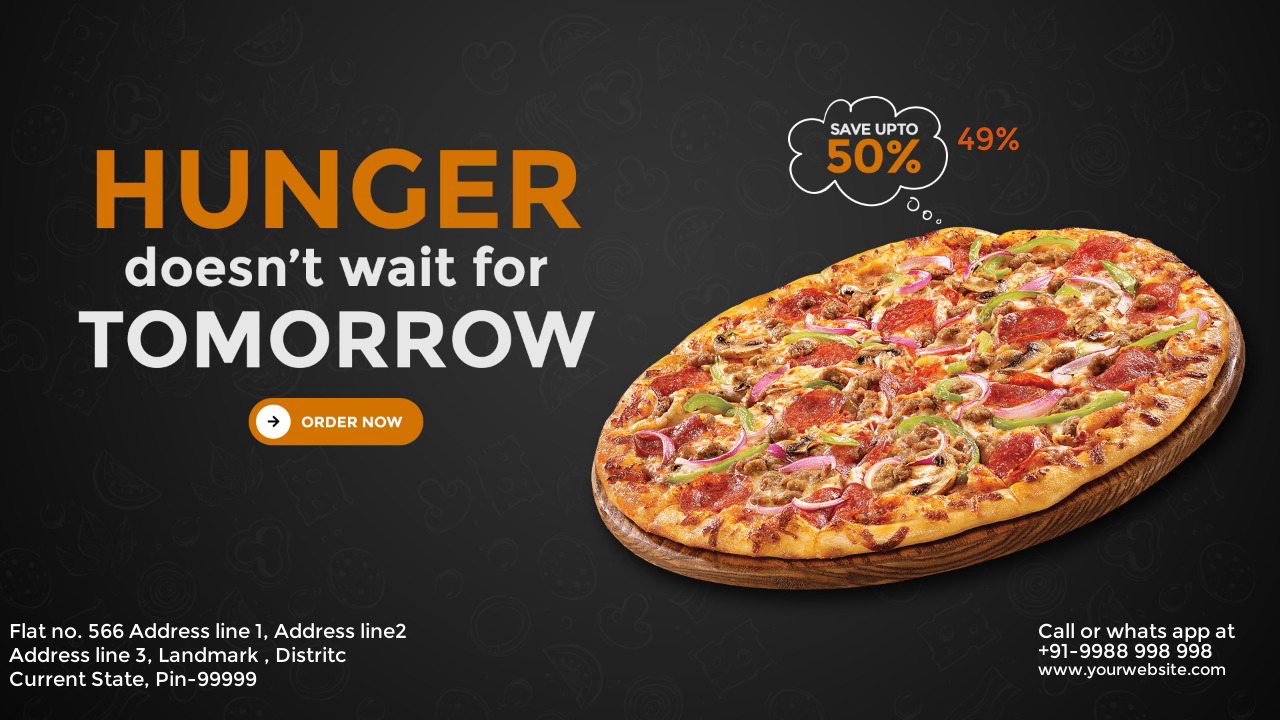 HUNGER
doesn't wait for
TOMORROW
ORDER NOW
SAVE UPTO
50%
49%
Flat no. 566 Address line 1, Address line2
Address line 3, Landmark , Distritc
Current State, Pin-99999
Call or whats app at
+91-9988 998 998
www.yourwebsite.com